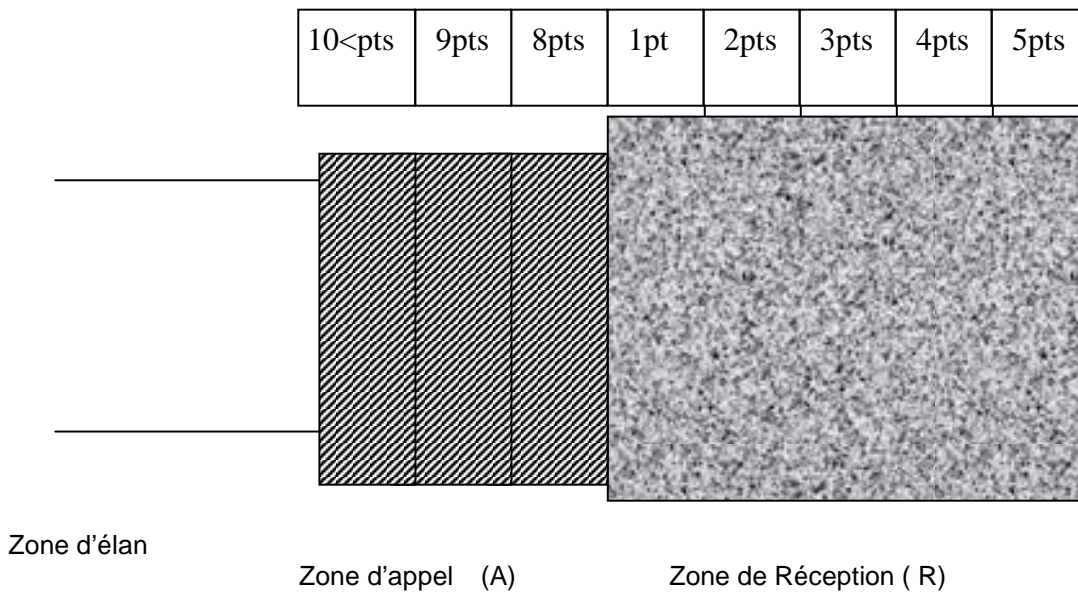 10<pts 9pts 8pts 1pt 2pts 3pts 4pts 5pts
Zone d'élan
Zone d'appel (A) Zone de Réception ( R)